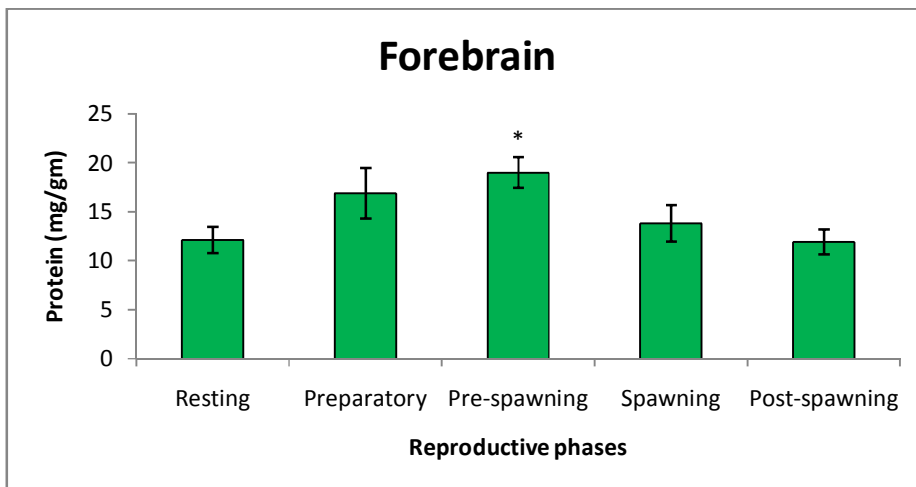 Forebrain
Protein (mg/gm)
25
20
15
10
5
0
*
Resting Preparatory Pre-spawning Spawning Post-spawning
Reproductive phases